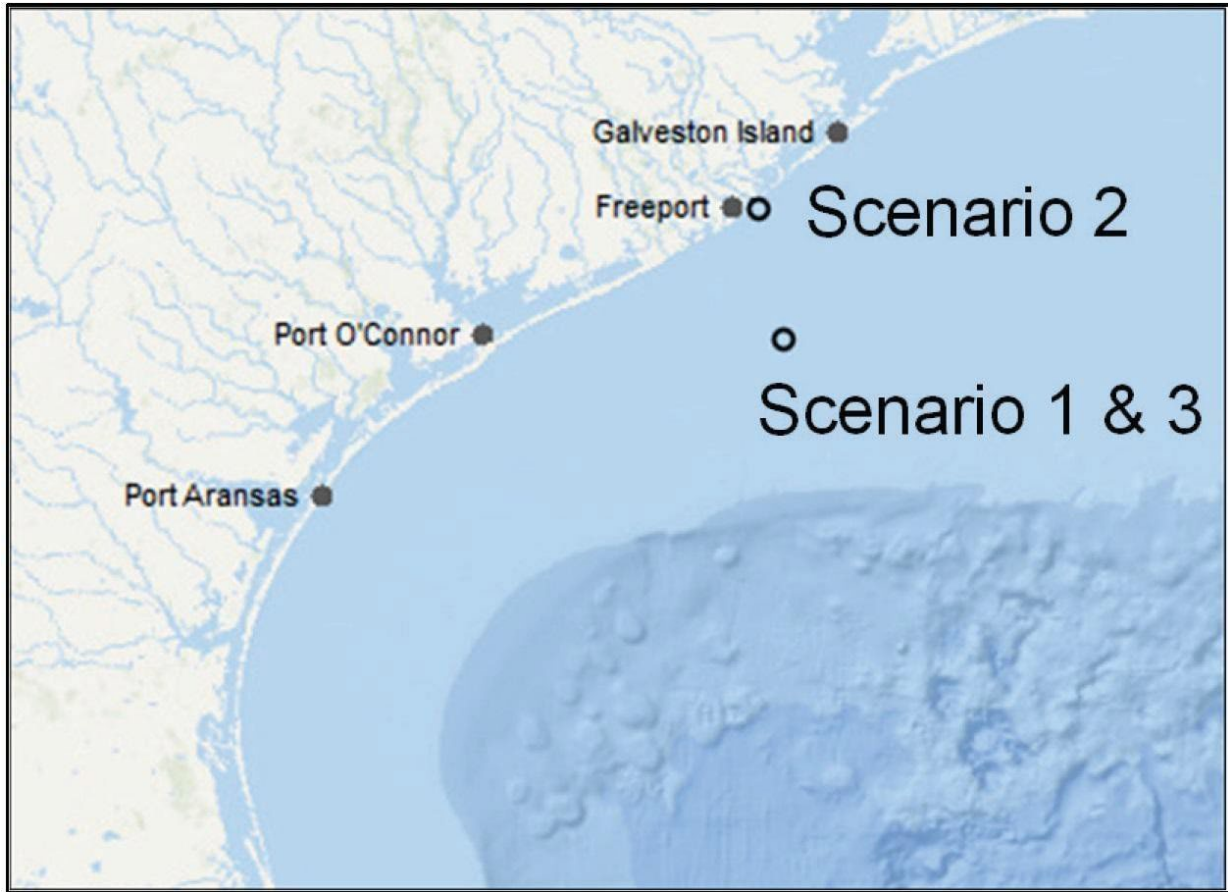 Galveston Island
Freeport
Scenario 2
Port O'Connor
Scenario 1 & 3
Port Aransas